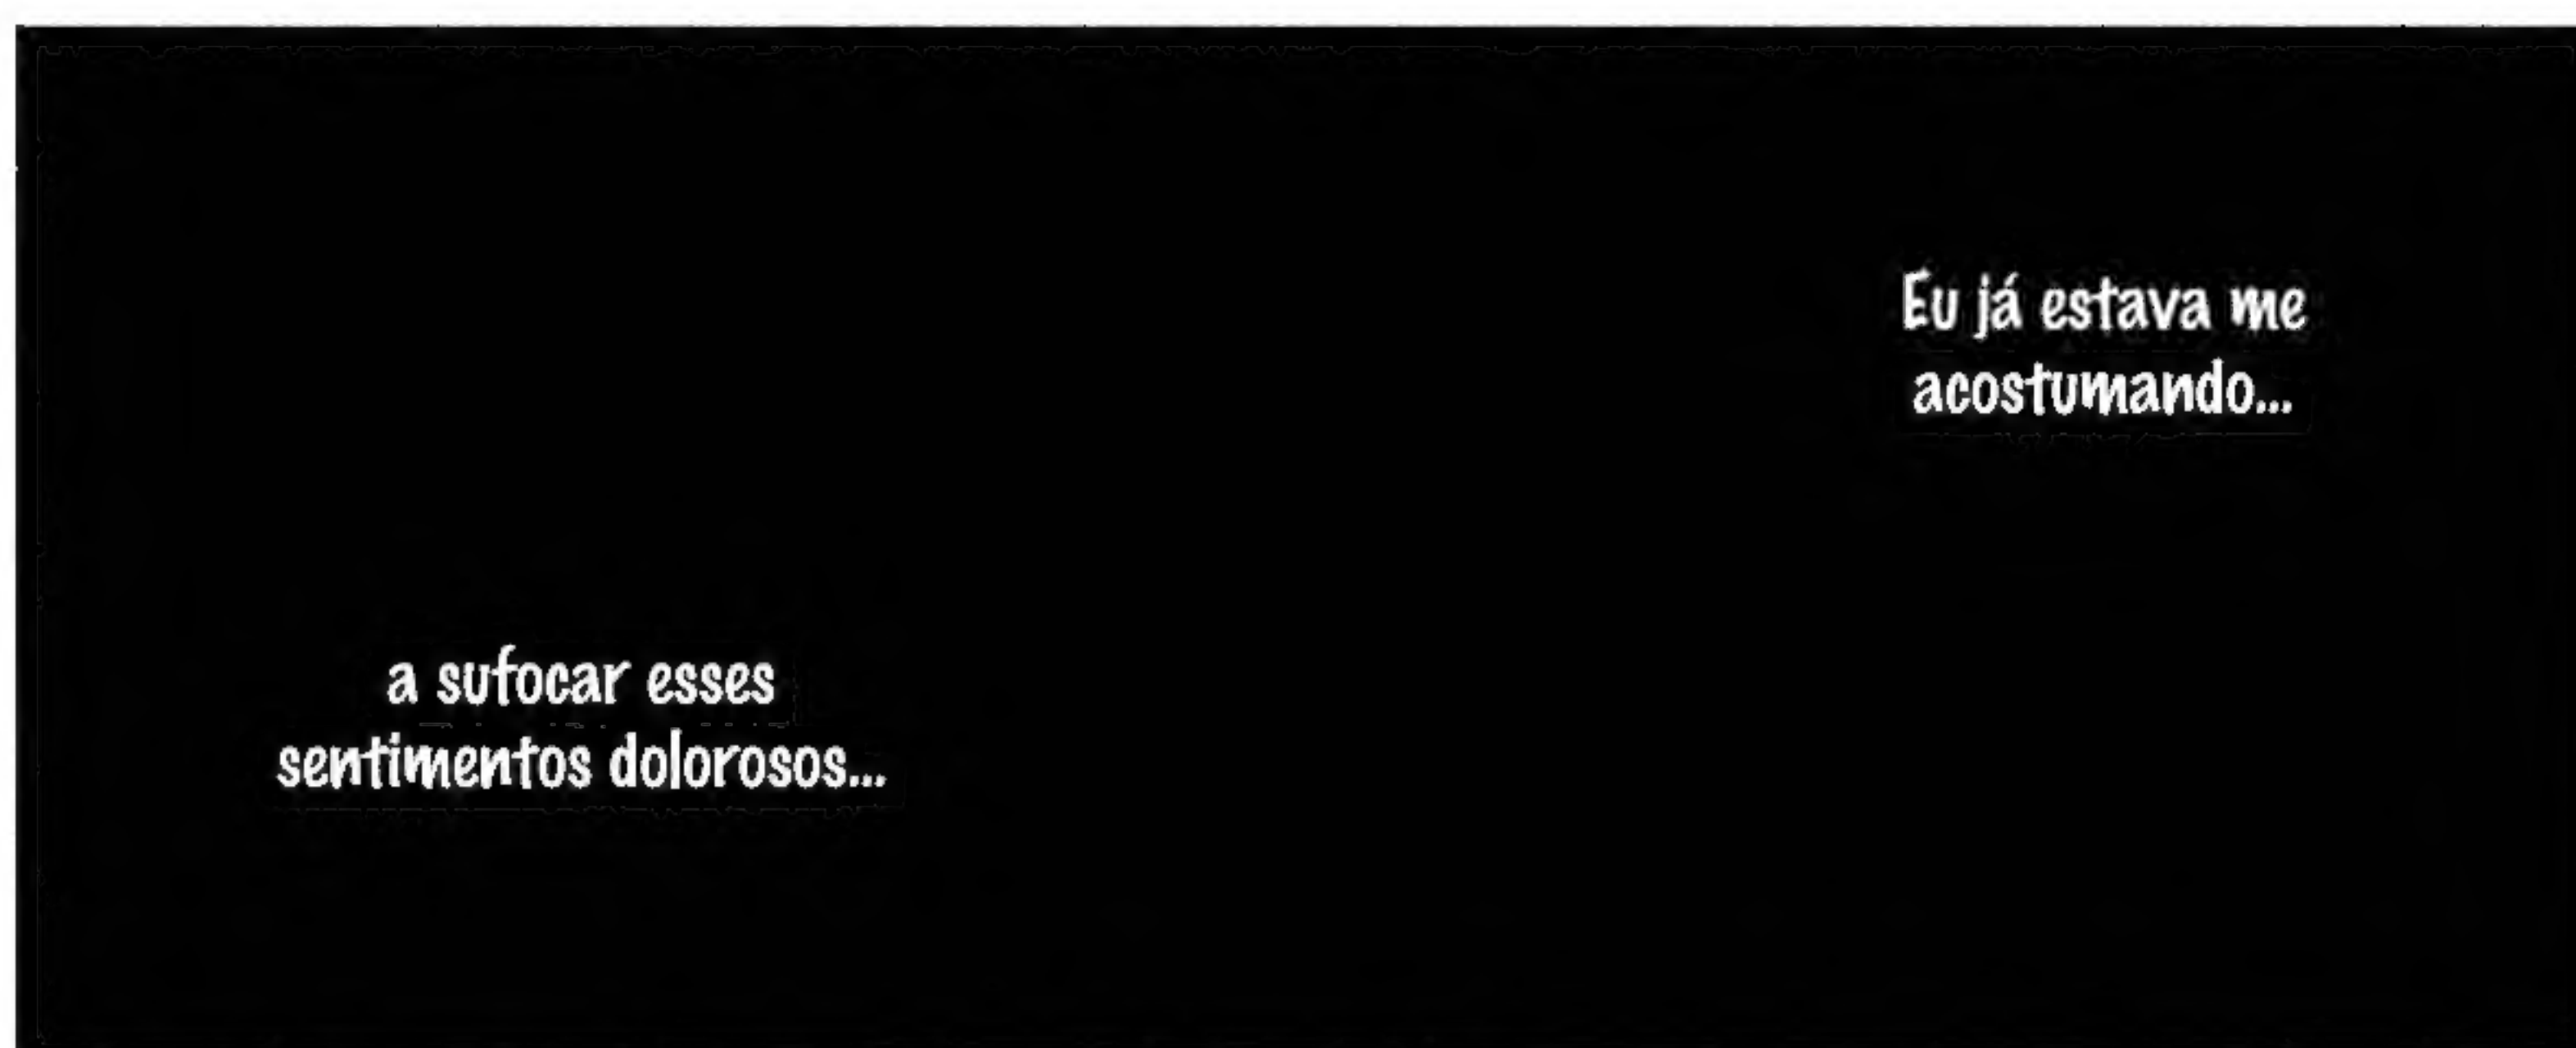 Eu já estava me
acostumando...
a sufocar esses
sentimentos dolorosos...